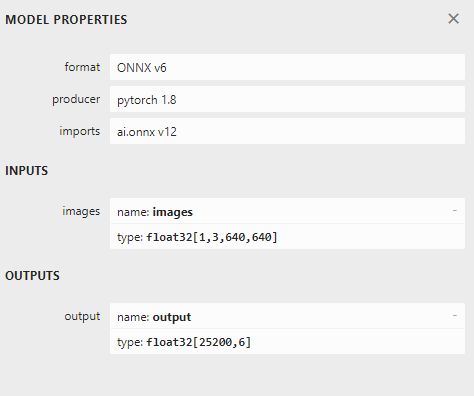 MODEL PROPERTIES ✕
format ONNX v6
producer pytorch 1.8
imports ai.onnx v12
INPUTS
images name: images -
type: float32[1,3,640,640]
OUTPUTS
output name: output -
type: float32[25200,6]